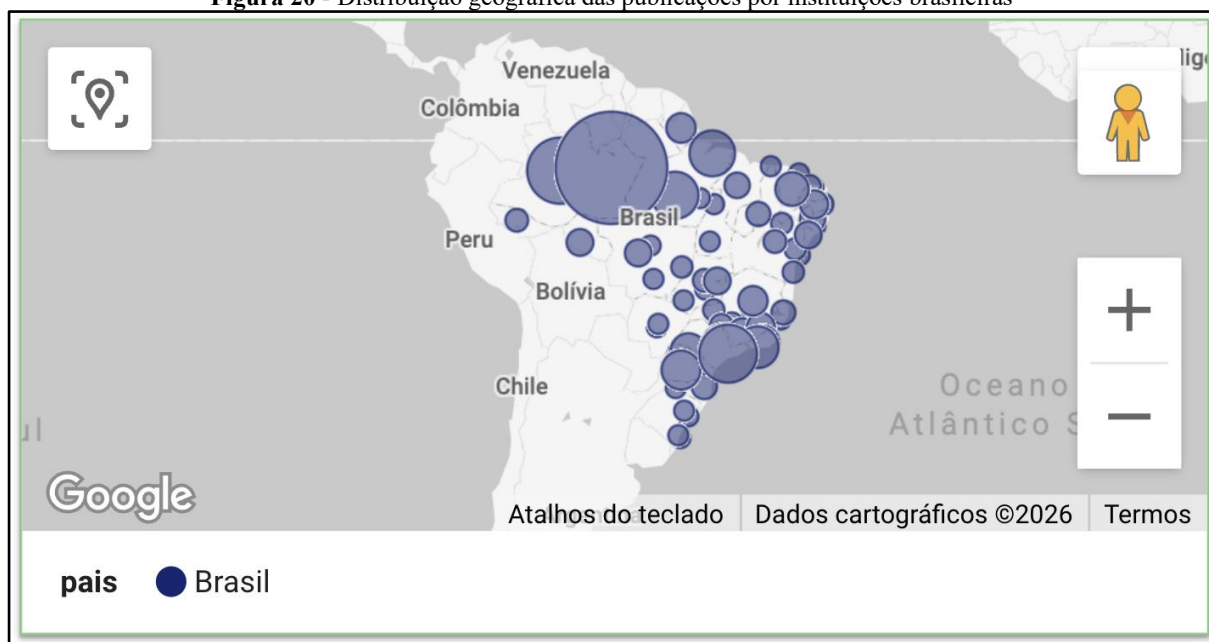 Figura 20 - Distribuição geográfica das publicações por instituições brasileiras
Venezuela
Colômbia
Brasil
Peru
Bolívia
Chile
Oceano
Atlântico
Google
Atalhos do teclado
Dados cartográficos ©2026
Termos
pais
Brasil